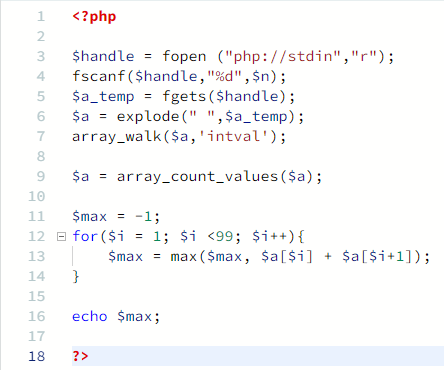 1 <?php
2
3 $handle = fopen ("php://stdin","r");
4 fscanf($handle,"%d",$n);
5 $a_temp = fgets($handle);
6 $a = explode(" ",$a_temp);
7 array_walk($a,'intval');
8
9 $a = array_count_values($a);
10
11 $max = -1;
12 for($i = 1; $i <99; $i++){
13 $max = max($max, $a[$i] + $a[$i+1]);
14 }
15
16 echo $max;
17
18 ?>